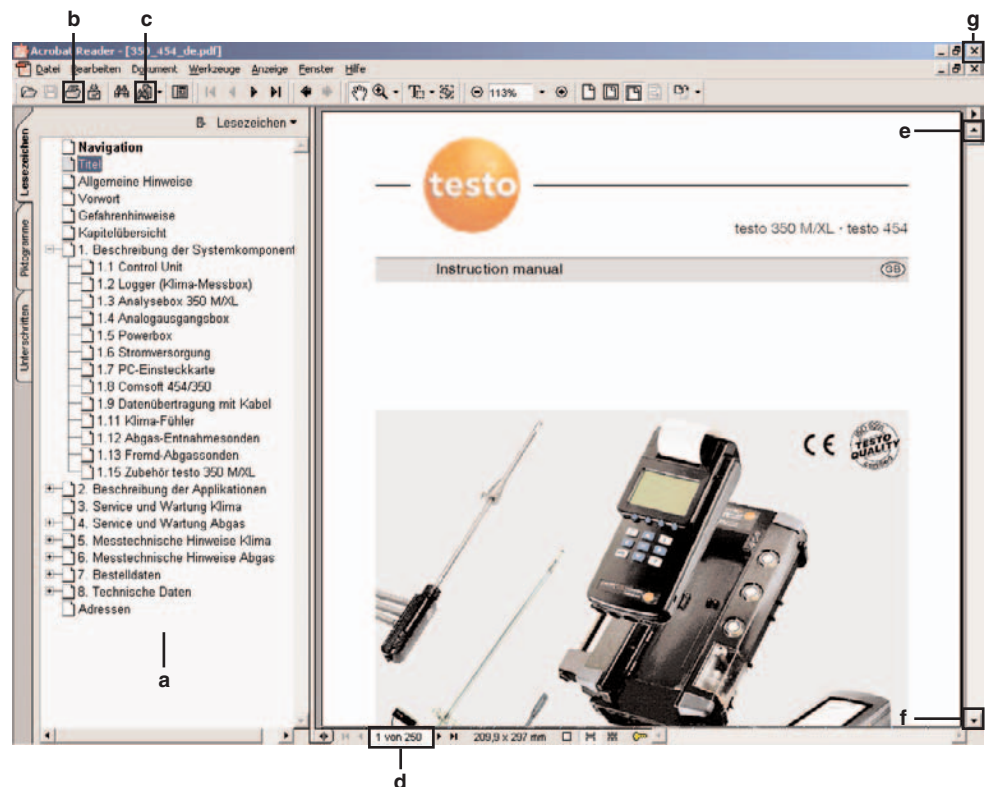 b
c
g
Acrobat Reader - [350_454_de.pdf]
Datei Bearbeiten Dokument Werkzeuge Anzeige Fenster Hilfe
113%
e
Lesezeichen
Lesezeichen
Piktogramme
Unterschriften
Navigation
Titel
Allgemeine Hinweise
Vorwort
Gefahrenhinweise
Kapitelübersicht
1. Beschreibung der Systemkomponent
1.1 Control Unit
1.2 Logger (Klima-Messbox)
1.3 Analysebox 350 M/XL
1.4 Analogausgangsbox
1.5 Powerbox
1.6 Stromversorgung
1.7 PC-Einsteckkarte
1.8 Comsoft 454/350
1.9 Datenübertragung mit Kabel
1.11 Klima-Fühler
1.12 Abgas-Entnahmesonden
1.13 Fremd-Abgassonden
1.15 Zubehör testo 350 M/XL
2. Beschreibung der Applikationen
3. Service und Wartung Klima
4. Service und Wartung Abgas
5. Messtechnische Hinweise Klima
6. Messtechnische Hinweise Abgas
7. Bestelldaten
8. Technische Daten
Adressen
a
testo
testo 350 M/XL · testo 454
Instruction manual
GB
CE
TESTO
QUALITY
f
1 von 250
209,9 x 297 mm
d